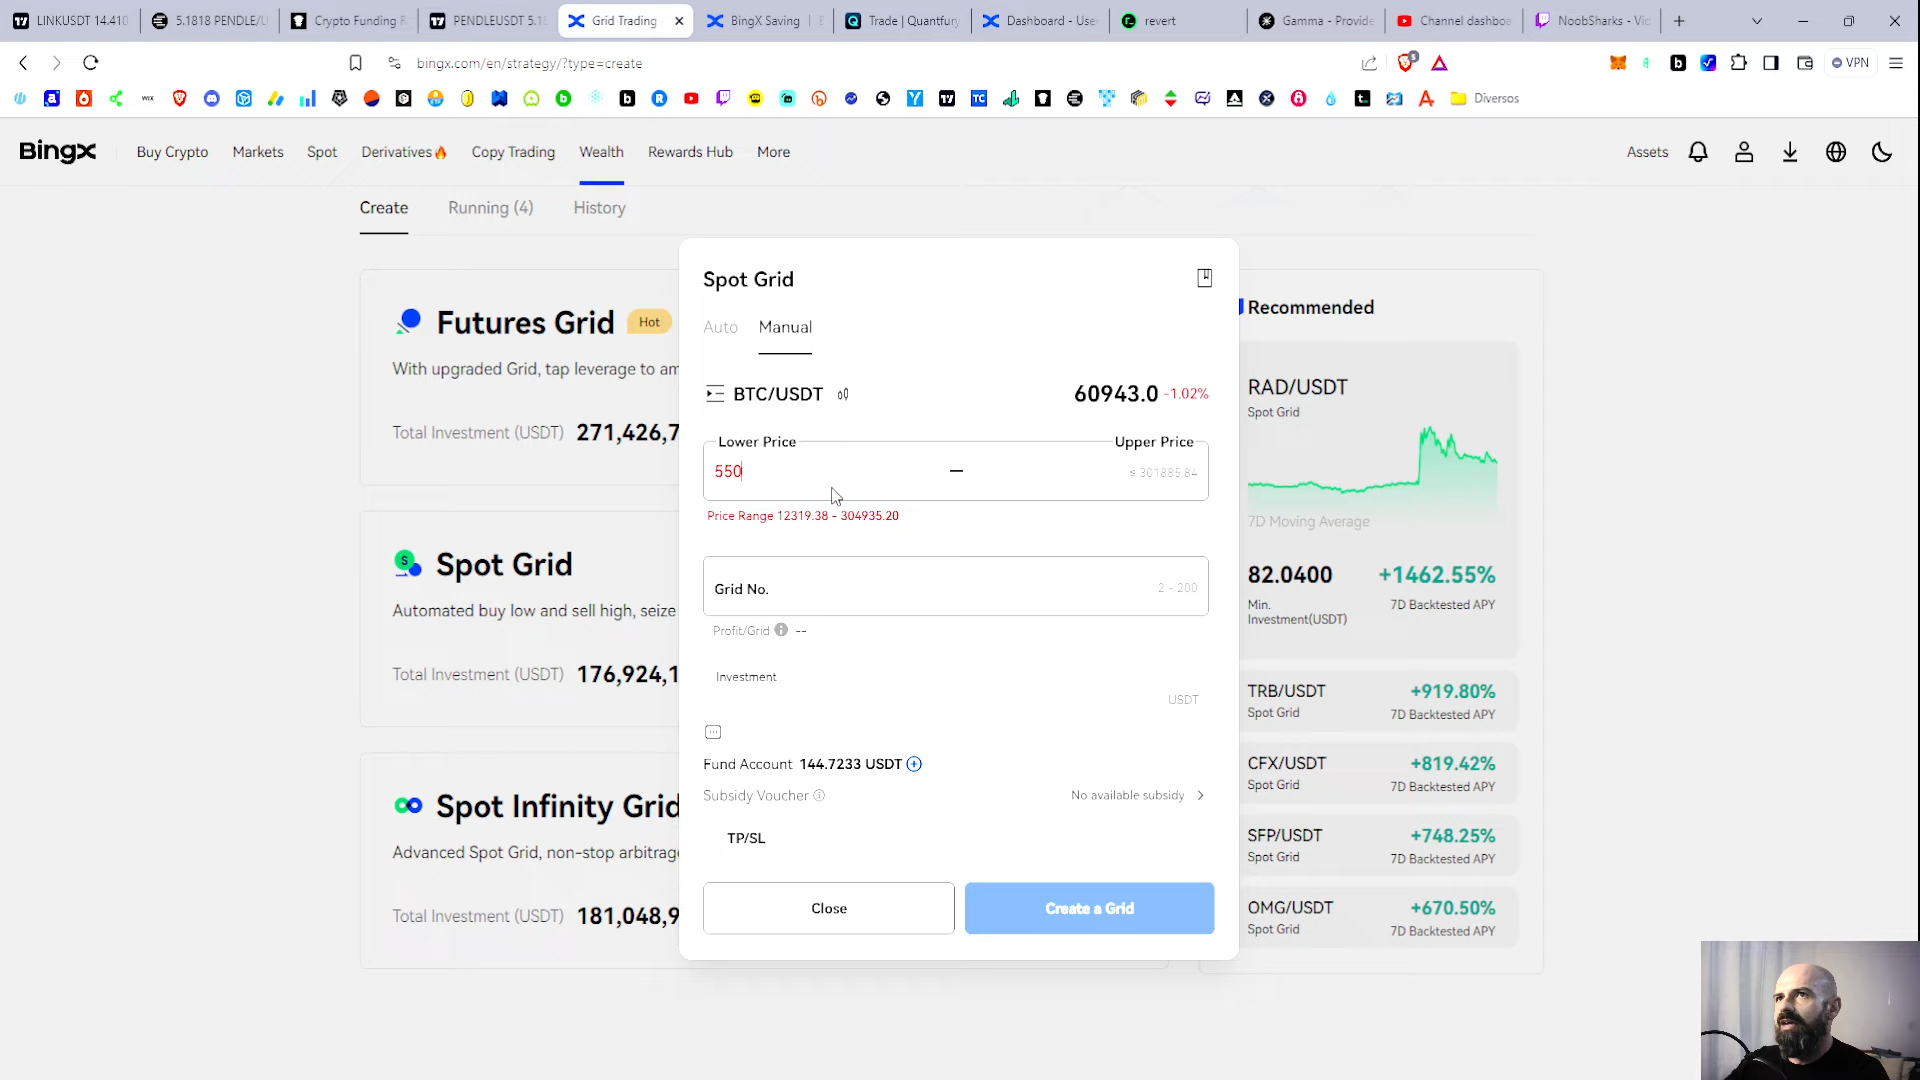 LINKUSDT 14.410
5.1818 PENDLE/U
Crypto Funding R
PENDLEUSDT 5.1
Grid Trading
BingX Saving | E
Trade | Quantfury
Dashboard - Use
revert
Gamma - Provide
Channel dashboa
NoobSharks - Vic
bingx.com/en/strategy/?type=create
VPN
Diversos
BingX
Buy Crypto
Markets
Spot
Derivatives
Copy Trading
Wealth
Rewards Hub
More
Assets
Create
Running (4)
History
Futures Grid
Hot
With upgraded Grid, tap leverage to am
Total Investment (USDT) 271,426,7
Spot Grid
Automated buy low and sell high, seize
Total Investment (USDT) 176,924,1
Spot Infinity Grid
Advanced Spot Grid, non-stop arbitrag
Total Investment (USDT) 181,048,9
Spot Grid
Auto
Manual
BTC/USDT
60943.0 -1.02%
Lower Price
Upper Price
550
—
≤ 301885.84
Price Range 12319.38 - 304935.20
Grid No.
2 - 200
Profit/Grid --
Investment
USDT
Fund Account 144.7233 USDT
Subsidy Voucher
No available subsidy
TP/SL
Close
Create a Grid
Recommended
RAD/USDT
Spot Grid
7D Moving Average
82.0400
+1462.55%
Min.
Investment(USDT)
7D Backtested APY
TRB/USDT
+919.80%
Spot Grid
7D Backtested APY
CFX/USDT
+819.42%
Spot Grid
7D Backtested APY
SFP/USDT
+748.25%
Spot Grid
7D Backtested APY
OMG/USDT
+670.50%
Spot Grid
7D Backtested APY